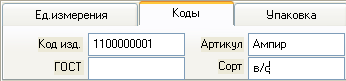 Ед.измерения Коды Упаковка
Код изд. 1100000001 Артикул Ампир
ГОСТ Сорт в/с